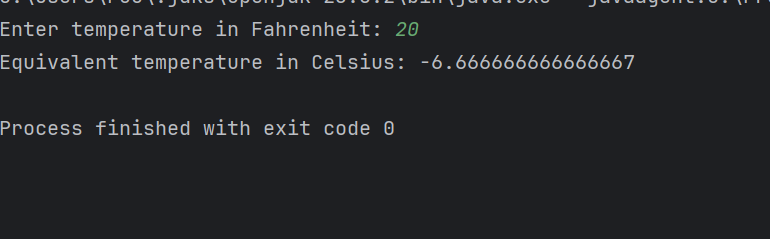 Enter temperature in Fahrenheit: 20
Equivalent temperature in Celsius: -6.666666666666667
Process finished with exit code 0